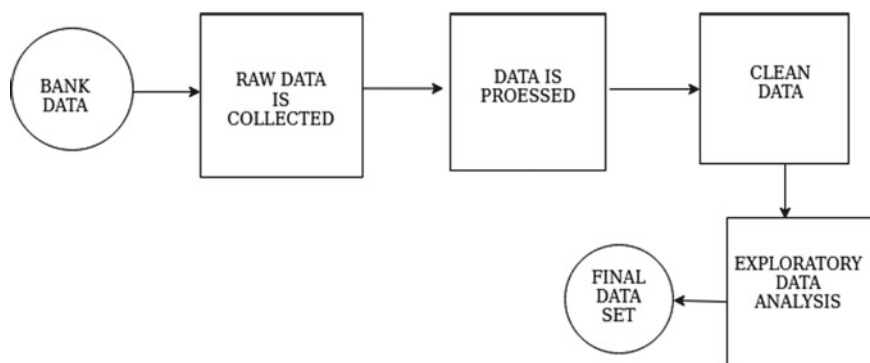 BANK
DATA
RAW DATA
IS
COLLECTED
DATA IS
PROESSED
CLEAN
DATA
EXPLORATORY
DATA
ANALYSIS
FINAL
DATA
SET